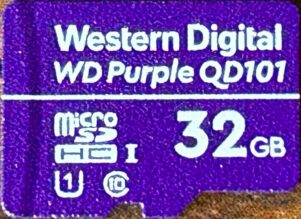 Western Digital
WD Purple QD101
micro
SD
HC I
32GB
U1 10